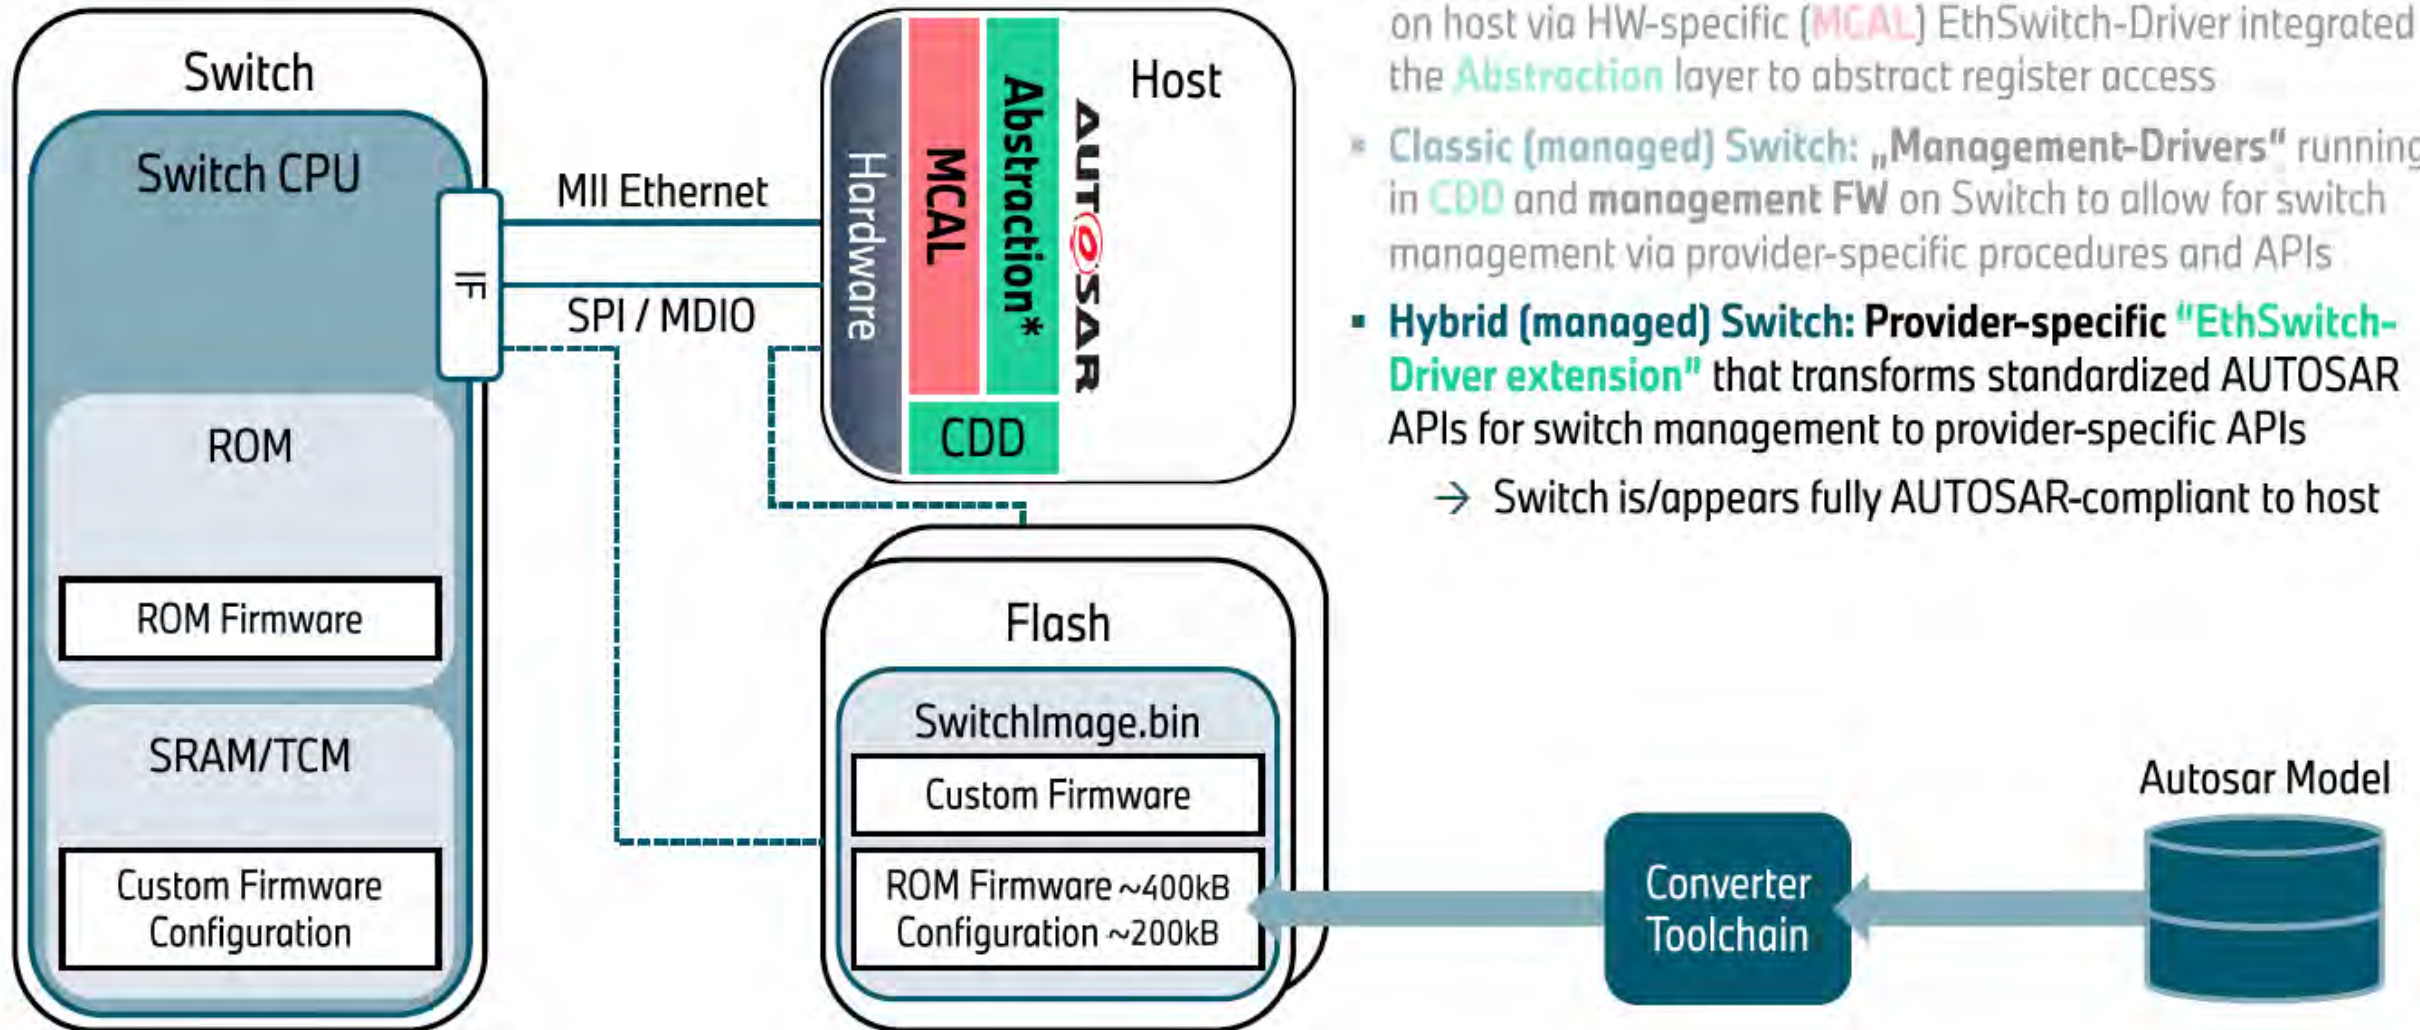 Switch
Switch CPU
IF
ROM
ROM Firmware
SRAM/TCM
Custom Firmware
Configuration
MII Ethernet
SPI / MDIO
Host
Hardware
MCAL
Abstraction*
AUTOSAR
CDD
Flash
SwitchImage.bin
Custom Firmware
ROM Firmware ~400kB
Configuration ~200kB
Converter
Toolchain
Autosar Model
on host via HW-specific (MCAL) EthSwitch-Driver integrated
the Abstraction layer to abstract register access
▪ Classic (managed) Switch: „Management-Drivers“ running
in CDD and management FW on Switch to allow for switch
management via provider-specific procedures and APIs
▪ Hybrid (managed) Switch: Provider-specific "EthSwitch-
Driver extension" that transforms standardized AUTOSAR
APIs for switch management to provider-specific APIs
→ Switch is/appears fully AUTOSAR-compliant to host